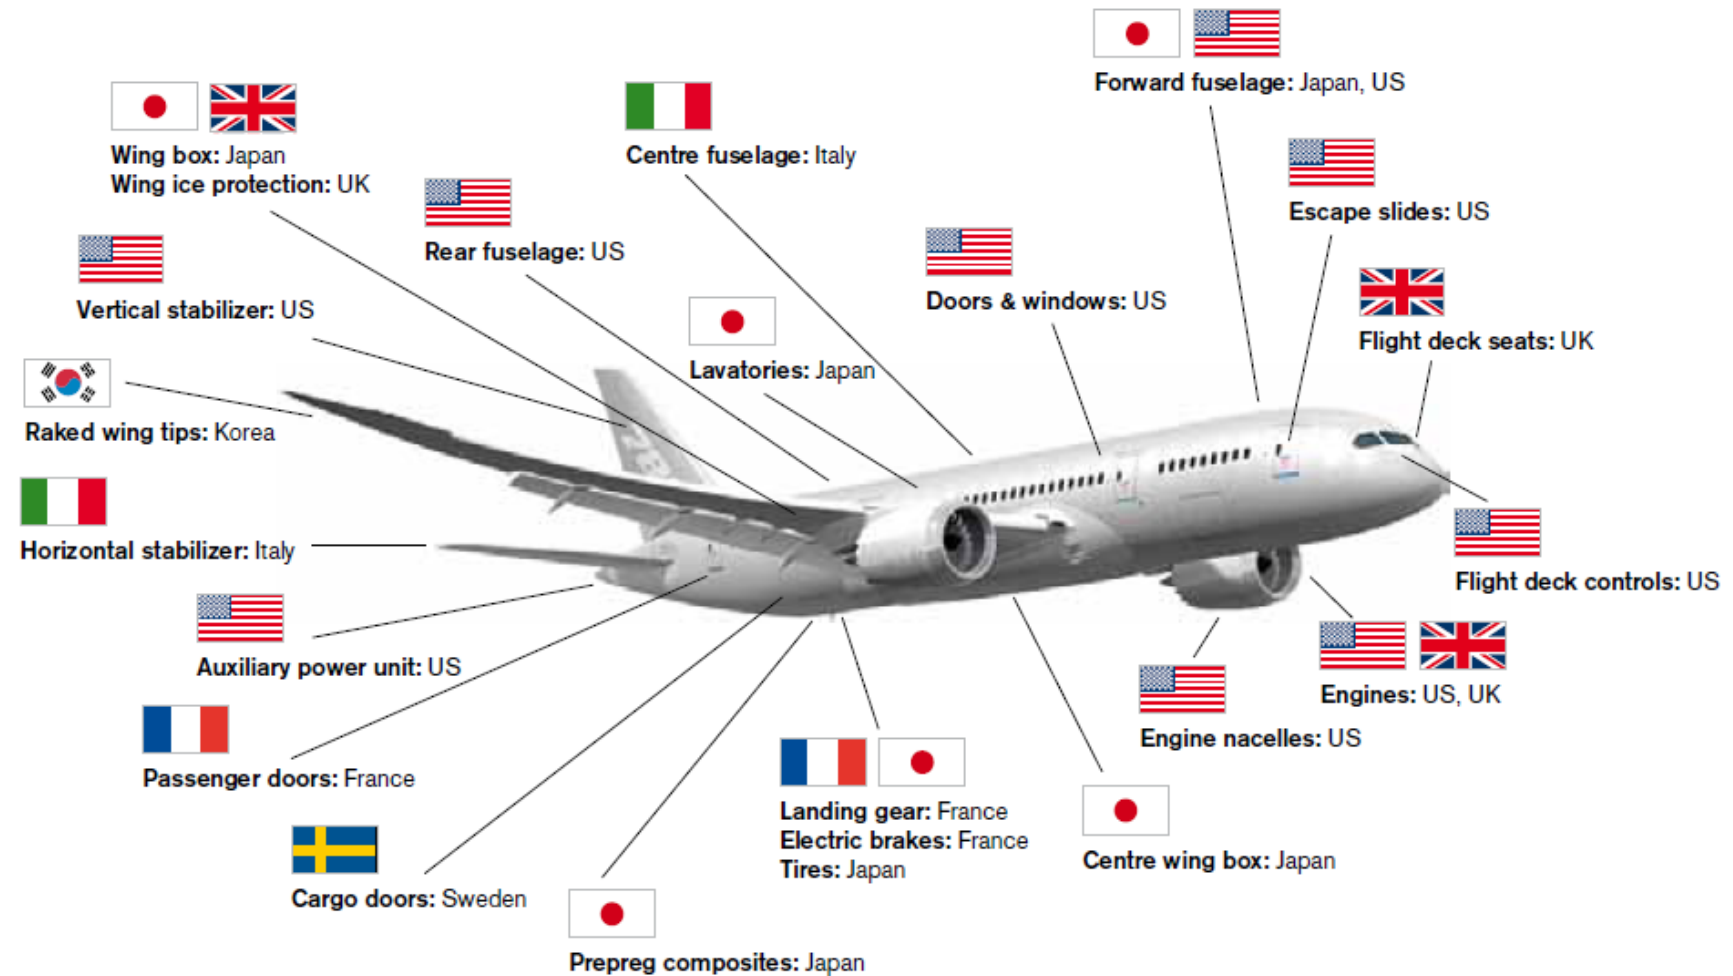 Forward fuselage: Japan, US
Wing box: Japan
Wing ice protection: UK
Centre fuselage: Italy
Escape slides: US
Rear fuselage: US
Doors & windows: US
Vertical stabilizer: US
Flight deck seats: UK
Lavatories: Japan
Raked wing tips: Korea
Horizontal stabilizer: Italy
Flight deck controls: US
Auxiliary power unit: US
Engines: US, UK
Engine nacelles: US
Passenger doors: France
Landing gear: France
Electric brakes: France
Tires: Japan
Centre wing box: Japan
Cargo doors: Sweden
Prepreg composites: Japan